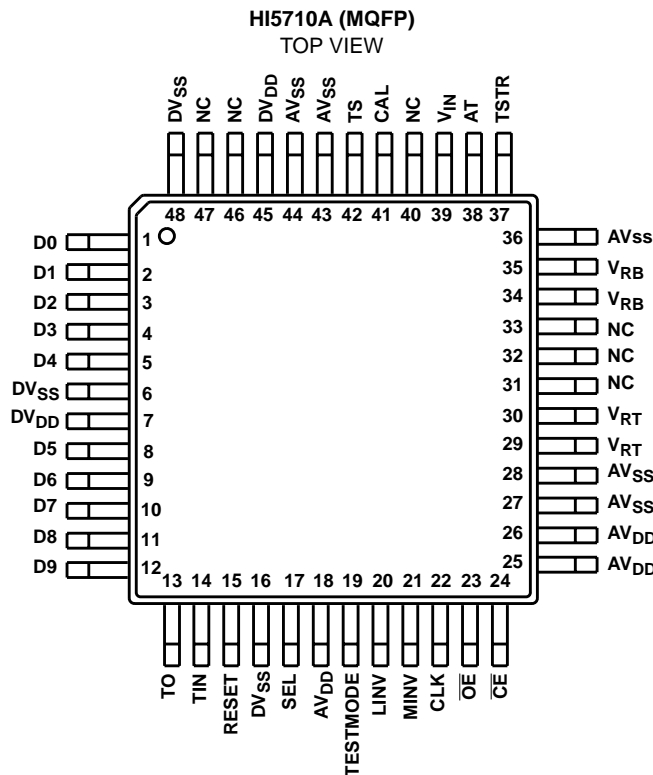 HI5710A (MQFP)
TOP VIEW
DVSS NC NC DVDD AVSS AVSS TS CAL NC VIN AT TSTR
48 47 46 45 44 43 42 41 40 39 38 37
D0 1 36 AVss
D1 2 35 VRB
D2 3 34 VRB
D3 4 33 NC
D4 5 32 NC
DVSS 6 31 NC
DVDD 7 30 VRT
D5 8 29 VRT
D6 9 28 AVSS
D7 10 27 AVSS
D8 11 26 AVDD
D9 12 25 AVDD
13 14 15 16 17 18 19 20 21 22 23 24
TO TIN RESET DVSS SEL AVDD TESTMODE LINV MINV CLK OE CE